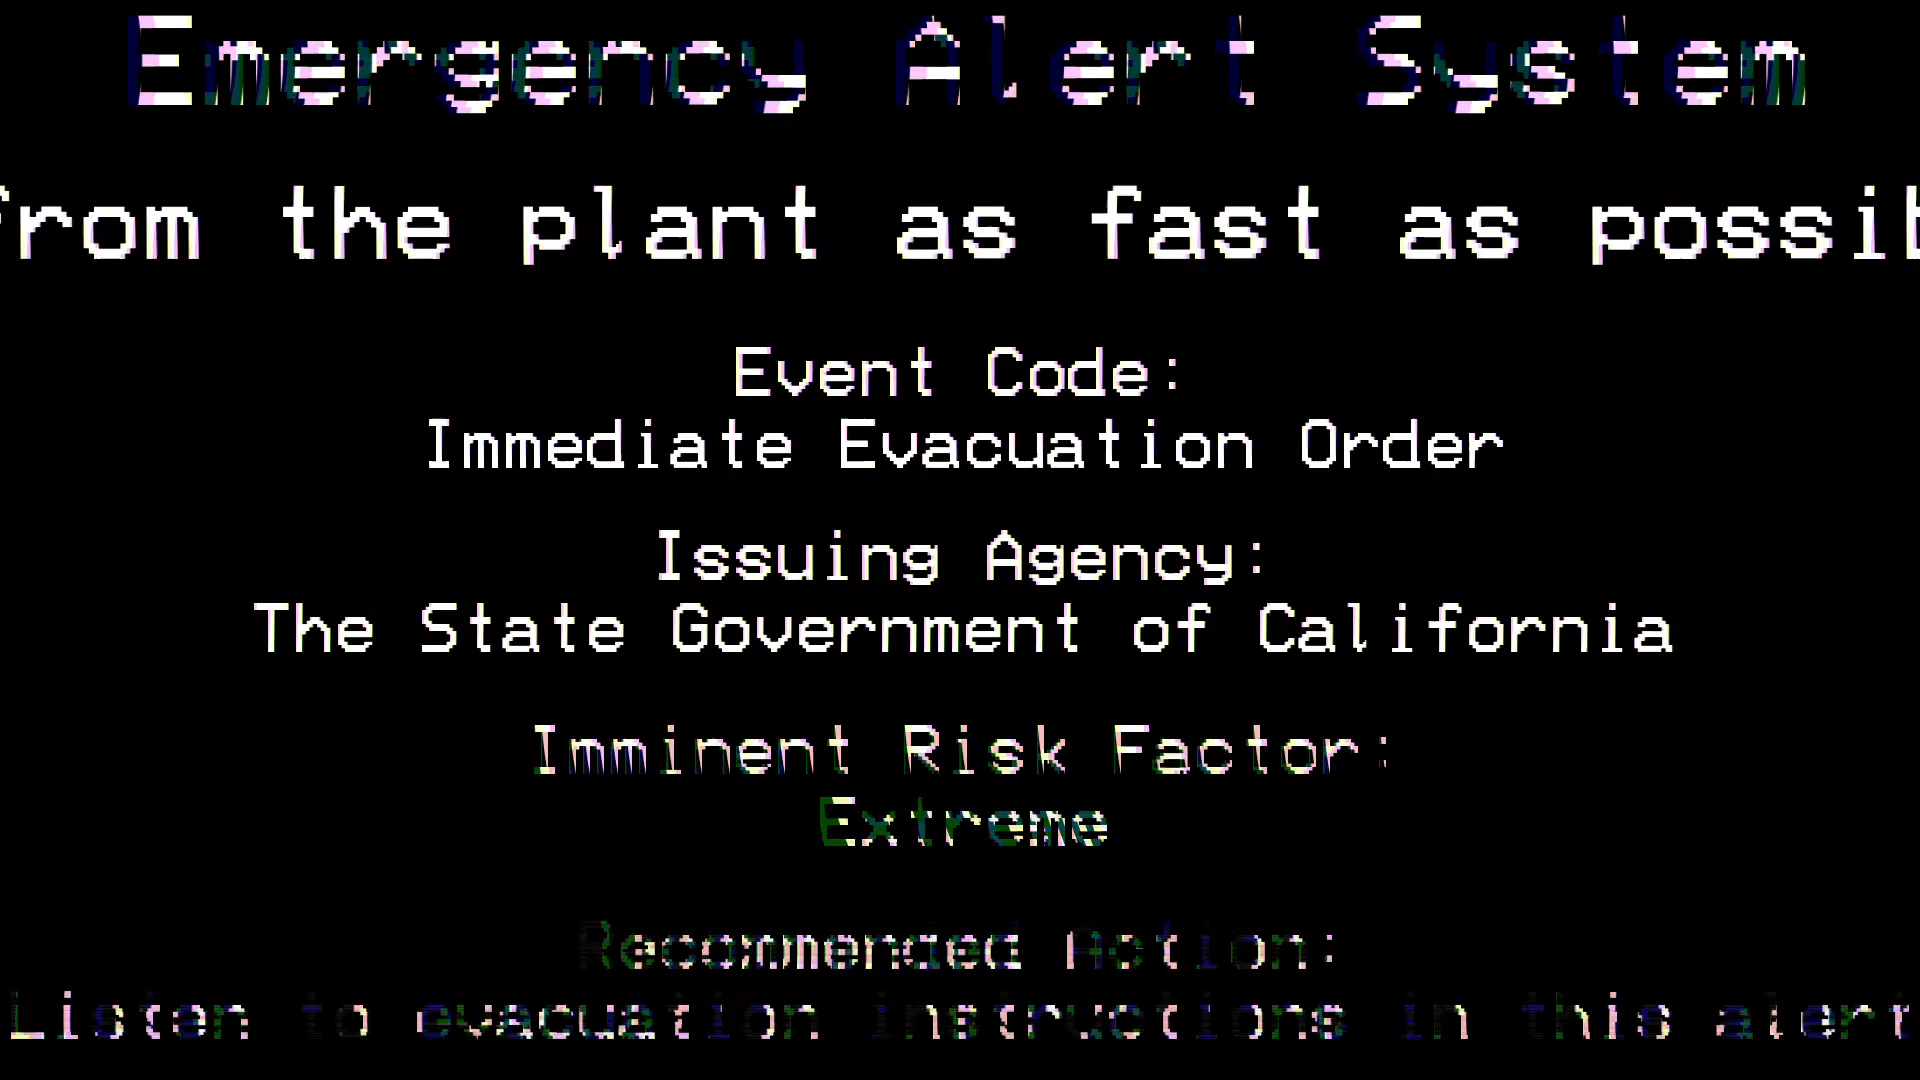 Emergency Alert System
from the plant as fast as possib
Event Code:
Immediate Evacuation Order
Issuing Agency:
The State Government of California
Imminent Risk Factor:
Extreme
Recommended Action:
Listen to evacuation instructions in this alert